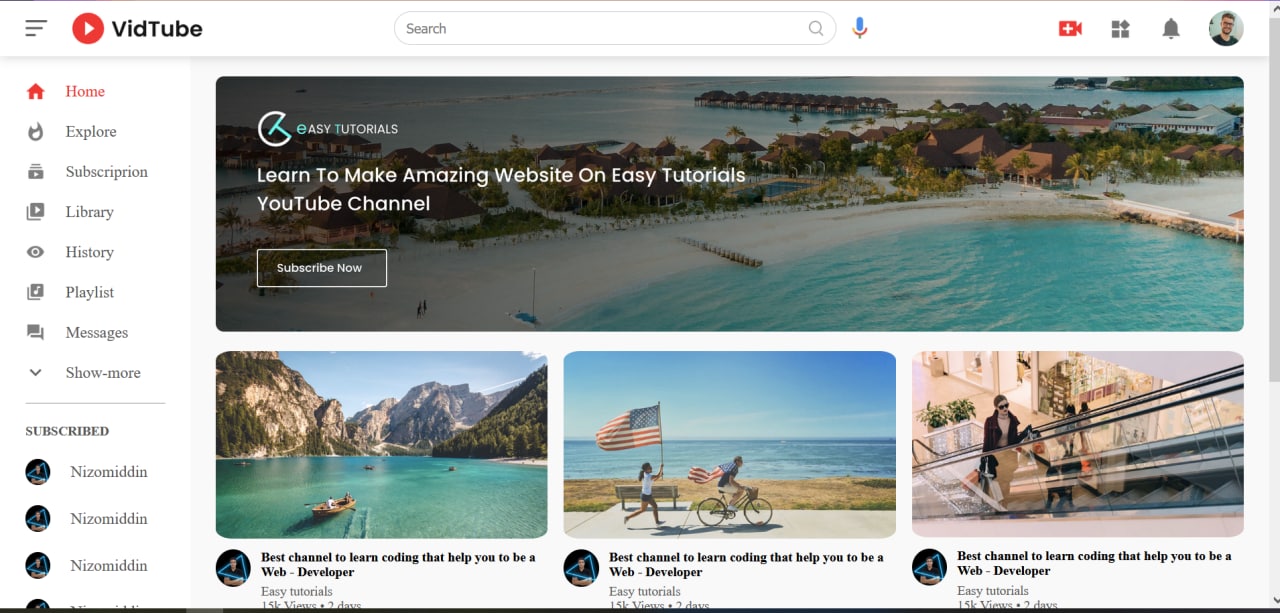 VidTube
Search
Home
Explore
Subscriprion
Library
History
Playlist
Messages
Show-more
SUBSCRIBED
Nizomiddin
Nizomiddin
Nizomiddin
Nizomiddin
eASY TUTORIALS
Learn To Make Amazing Website On Easy Tutorials
YouTube Channel
Subscribe Now
Best channel to learn coding that help you to be a
Web - Developer
Easy tutorials
15k Views • 2 days
Best channel to learn coding that help you to be a
Web - Developer
Easy tutorials
15k Views • 2 days
Best channel to learn coding that help you to be a
Web - Developer
Easy tutorials
15k Views • 2 days